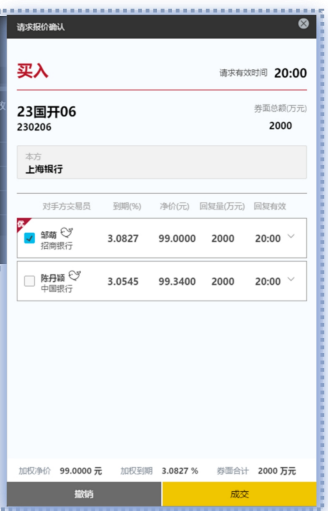 请求报价确认
买入 请求有效时间 20:00
23国开06 券面总额(万元)
230206 2000
本方
上海银行
对手方交易员 到期(%) 净价(元) 回复量(万元) 回复有效
邹萌 3.0827 99.0000 2000 20:00
招商银行
陈丹颖 3.0545 99.3400 2000 20:00
中国银行
加权净价 99.0000 元 加权到期 3.0827 % 券面合计 2000 万元
撤销 成交